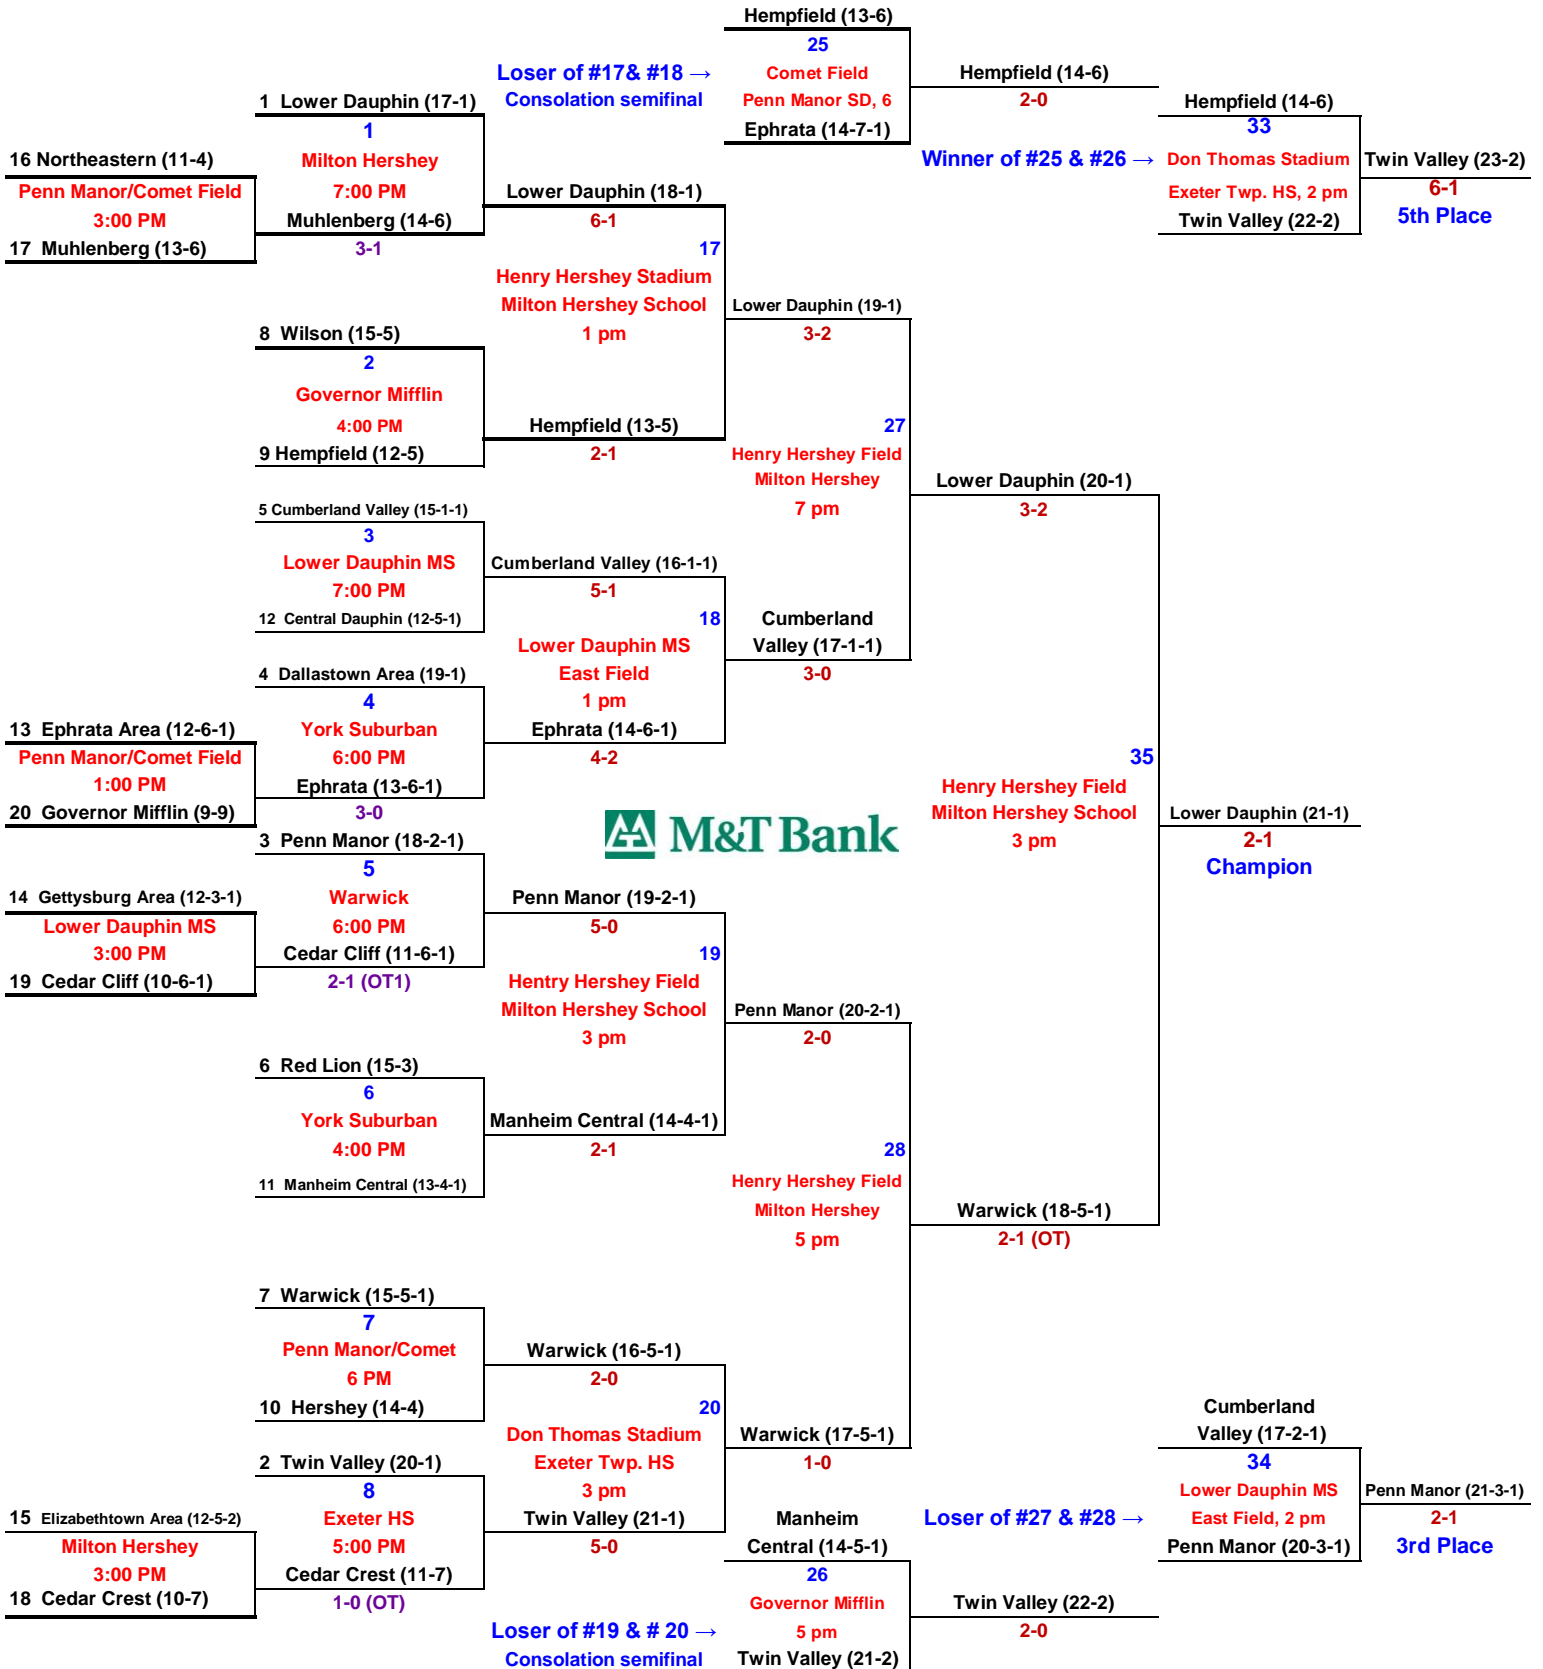 Hempfield (13-6)
25
Loser of #17& #18 →
Comet Field
Hempfield (14-6)
Consolation semifinal
Penn Manor SD, 6
2-0
1 Lower Dauphin (17-1)
Hempfield (14-6)
1
Ephrata (14-7-1)
33
16 Northeastern (11-4)
Milton Hershey
Winner of #25 & #26 →
Don Thomas Stadium
Twin Valley (23-2)
Penn Manor/Comet Field
7:00 PM
Lower Dauphin (18-1)
Exeter Twp. HS, 2 pm
6-1
3:00 PM
Muhlenberg (14-6)
6-1
Twin Valley (22-2)
5th Place
17 Muhlenberg (13-6)
3-1
17
Henry Hershey Stadium
Milton Hershey School
Lower Dauphin (19-1)
8 Wilson (15-5)
1 pm
3-2
2
Governor Mifflin
4:00 PM
Hempfield (13-5)
27
9 Hempfield (12-5)
2-1
Henry Hershey Field
Milton Hershey
Lower Dauphin (20-1)
5 Cumberland Valley (15-1-1)
7 pm
3-2
3
Lower Dauphin MS
Cumberland Valley (16-1-1)
7:00 PM
5-1
12 Central Dauphin (12-5-1)
18
Cumberland
Lower Dauphin MS
Valley (17-1-1)
4 Dallastown Area (19-1)
East Field
3-0
4
1 pm
13 Ephrata Area (12-6-1)
York Suburban
Ephrata (14-6-1)
Penn Manor/Comet Field
6:00 PM
4-2
35
1:00 PM
Ephrata (13-6-1)
Henry Hershey Field
20 Governor Mifflin (9-9)
3-0
Milton Hershey School
Lower Dauphin (21-1)
3 Penn Manor (18-2-1)
M&T Bank
3 pm
2-1
5
Champion
14 Gettysburg Area (12-3-1)
Warwick
Penn Manor (19-2-1)
Lower Dauphin MS
6:00 PM
5-0
3:00 PM
Cedar Cliff (11-6-1)
19
19 Cedar Cliff (10-6-1)
2-1 (OT1)
Hentry Hershey Field
Milton Hershey School
Penn Manor (20-2-1)
3 pm
2-0
6 Red Lion (15-3)
6
York Suburban
Manheim Central (14-4-1)
4:00 PM
2-1
28
11 Manheim Central (13-4-1)
Henry Hershey Field
Milton Hershey
Warwick (18-5-1)
5 pm
2-1 (OT)
7 Warwick (15-5-1)
7
Penn Manor/Comet
Warwick (16-5-1)
6 PM
2-0
10 Hershey (14-4)
20
Cumberland
Don Thomas Stadium
Warwick (17-5-1)
Valley (17-2-1)
2 Twin Valley (20-1)
Exeter Twp. HS
1-0
34
8
3 pm
Lower Dauphin MS
Penn Manor (21-3-1)
15 Elizabethtown Area (12-5-2)
Exeter HS
Twin Valley (21-1)
Manheim
Loser of #27 & #28 →
East Field, 2 pm
2-1
Milton Hershey
5:00 PM
5-0
Central (14-5-1)
Penn Manor (20-3-1)
3rd Place
3:00 PM
Cedar Crest (11-7)
26
18 Cedar Crest (10-7)
1-0 (OT)
Governor Mifflin
Twin Valley (22-2)
Loser of #19 & # 20 →
5 pm
2-0
Consolation semifinal
Twin Valley (21-2)